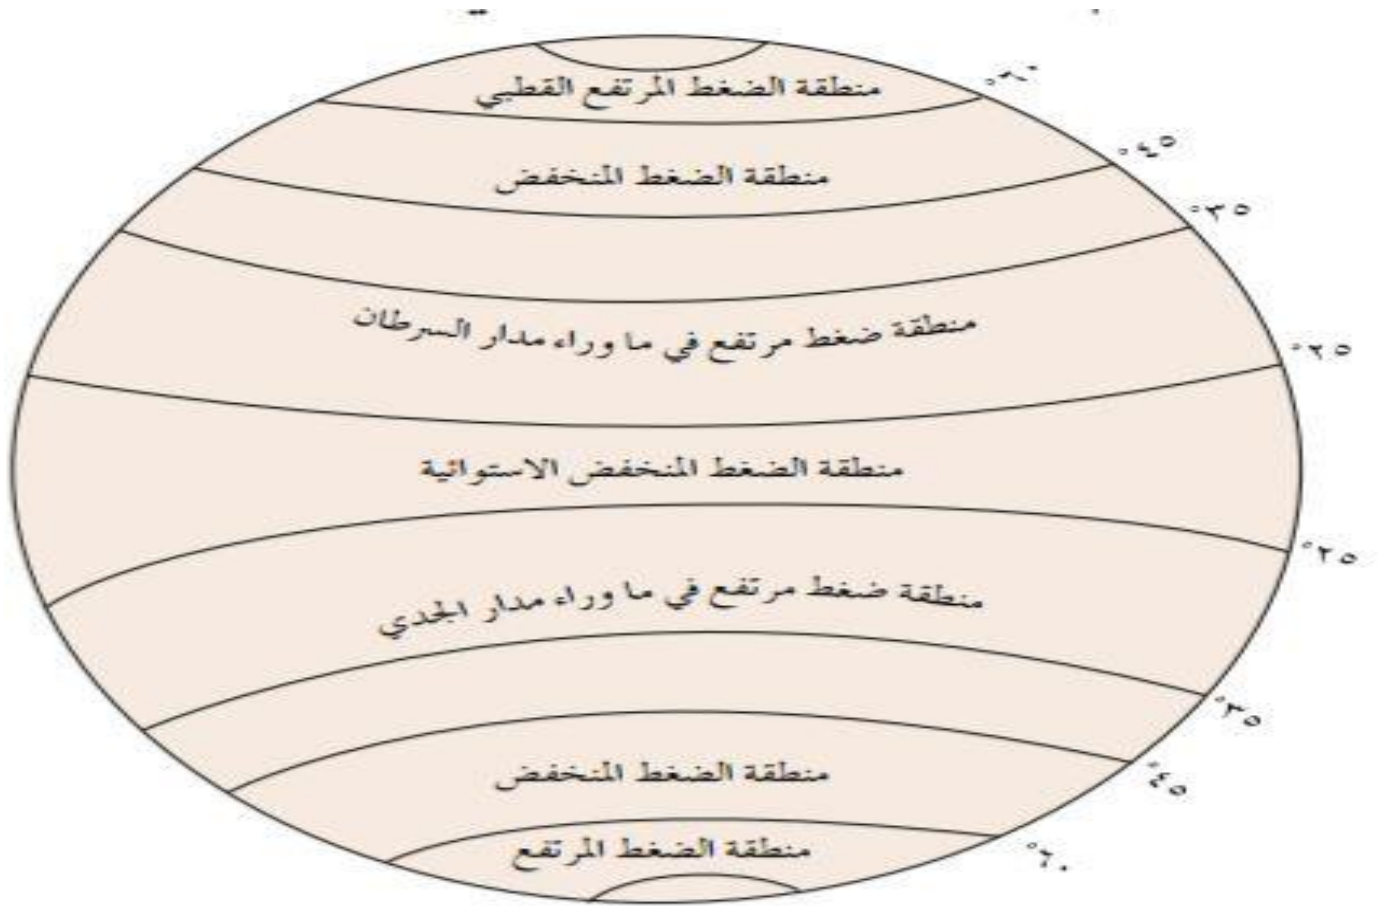 منطقة الضغط المرتفع القطبي
٦٠°
منطقة الضغط المنخفض
٤٥°
٣٥°
منطقة ضغط مرتفع في ما وراء مدار السرطان
٢٥°
منطقة الضغط المنخفض الاستوائية
٢٥°
منطقة ضغط مرتفع في ما وراء مدار الجدي
٣٥°
منطقة الضغط المنخفض
٤٥°
منطقة الضغط المرتفع
٦٠°